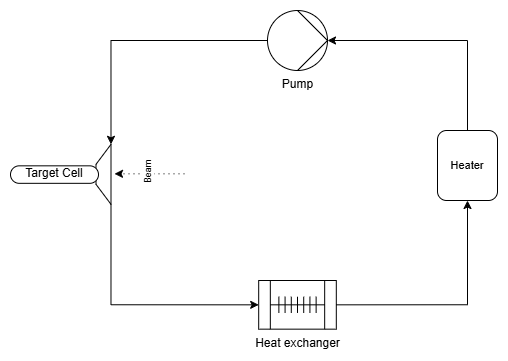 Pump
Target Cell
Beam
Heater
Heat exchanger